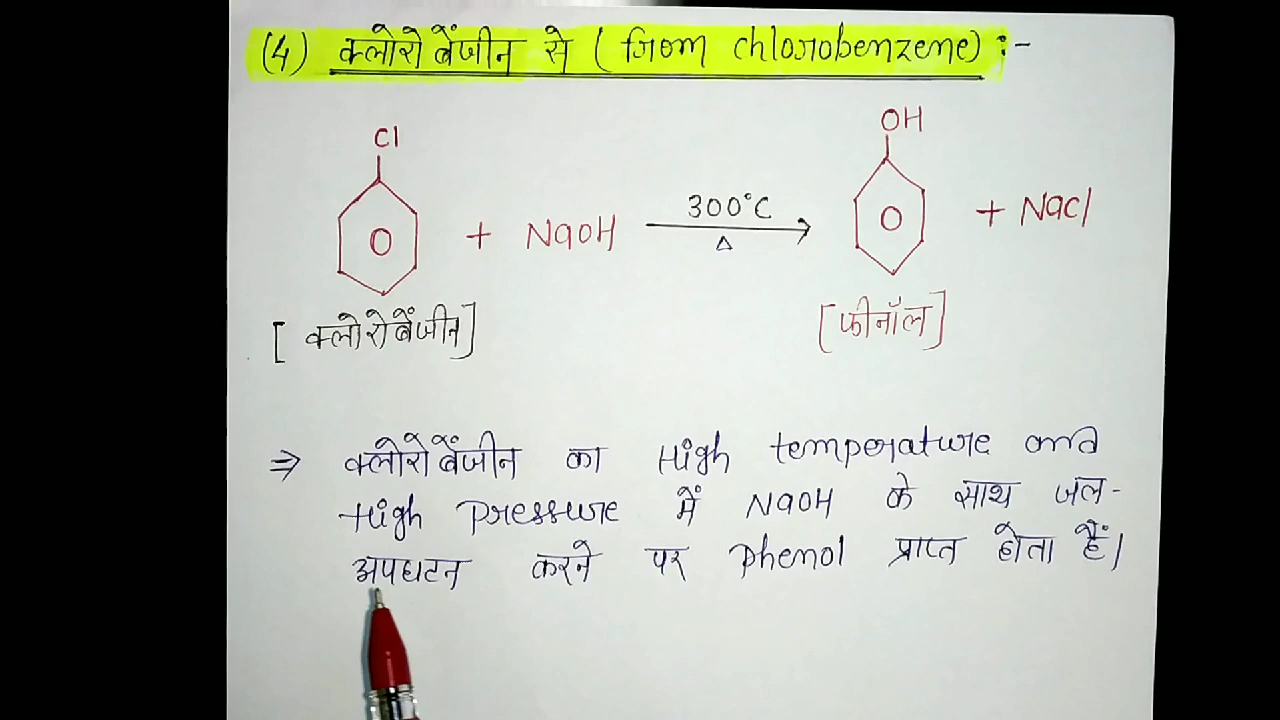 (4) क्लोरोबेंजीन से (from chlorobenzene) :-
Cl
OH
+ NaOH
300°C
Δ
+ NaCl
[क्लोरोबेंजीन]
[फीनॉल]
⇒ क्लोरोबेंजीन का High temperature and
High Pressure में NaOH के साथ जल-
अपघटन करने पर Phenol प्राप्त होता हैं।